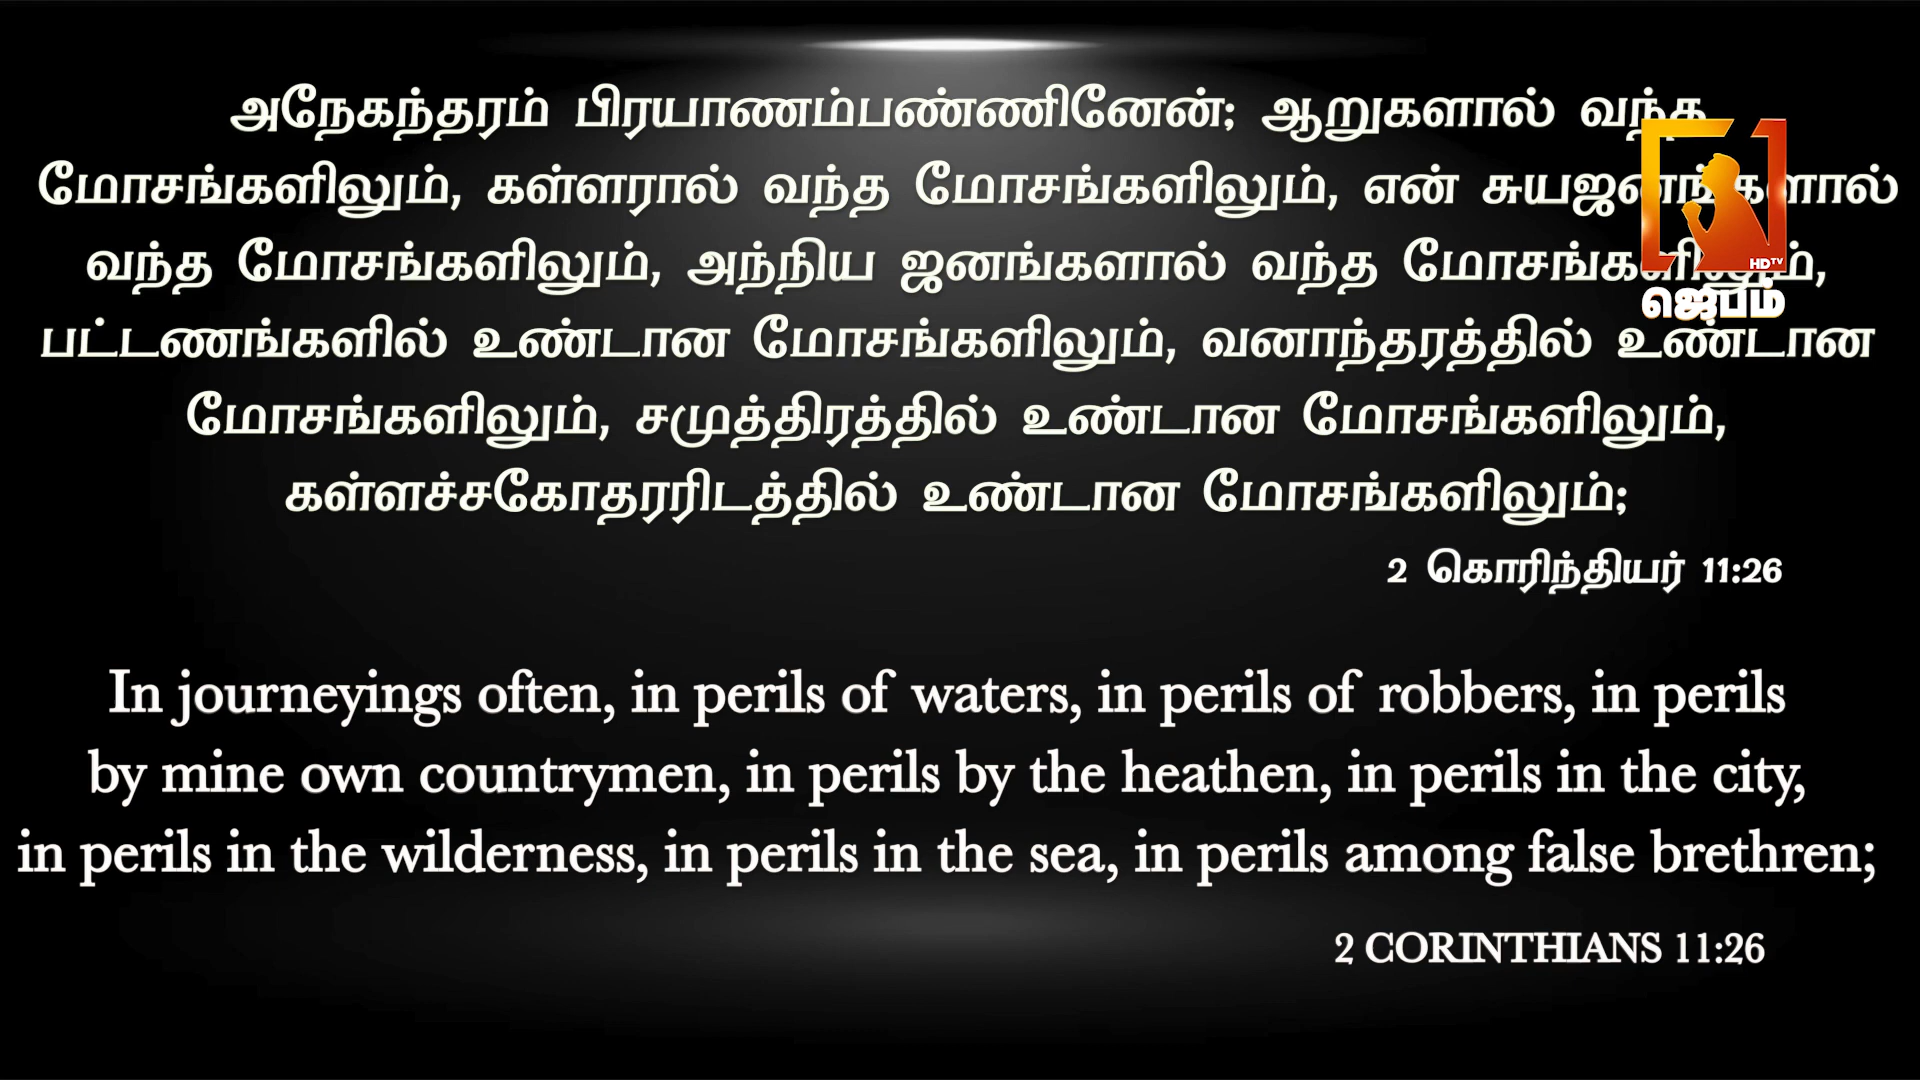 அநேகந்தரம் பிரயாணம்பண்ணினேன்; ஆறுகளால் வந்த
மோசங்களிலும், கள்ளரால் வந்த மோசங்களிலும், என் சுயஜனங்களால்
வந்த மோசங்களிலும், அந்நிய ஜனங்களால் வந்த மோசங்களிலும்,
பட்டணங்களில் உண்டான மோசங்களிலும், வனாந்தரத்தில் உண்டான
மோசங்களிலும், சமுத்திரத்தில் உண்டான மோசங்களிலும்,
கள்ளச்சகோதரரிடத்தில் உண்டான மோசங்களிலும்;
2 கொரிந்தியர் 11:26
HDTV
ஜெபம்
In journeyings often, in perils of waters, in perils of robbers, in perils
by mine own countrymen, in perils by the heathen, in perils in the city,
in perils in the wilderness, in perils in the sea, in perils among false brethren;
2 CORINTHIANS 11:26